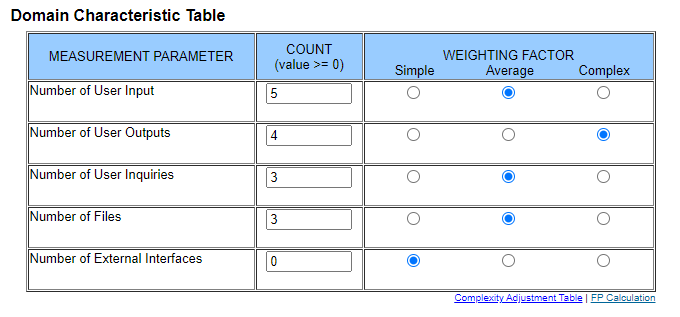 Domain Characteristic Table
MEASUREMENT PARAMETER
COUNT
(value >= 0)
WEIGHTING FACTOR
Simple Average Complex
Number of User Input 5
Number of User Outputs 4
Number of User Inquiries 3
Number of Files 3
Number of External Interfaces 0
Complexity Adjustment Table | FP Calculation